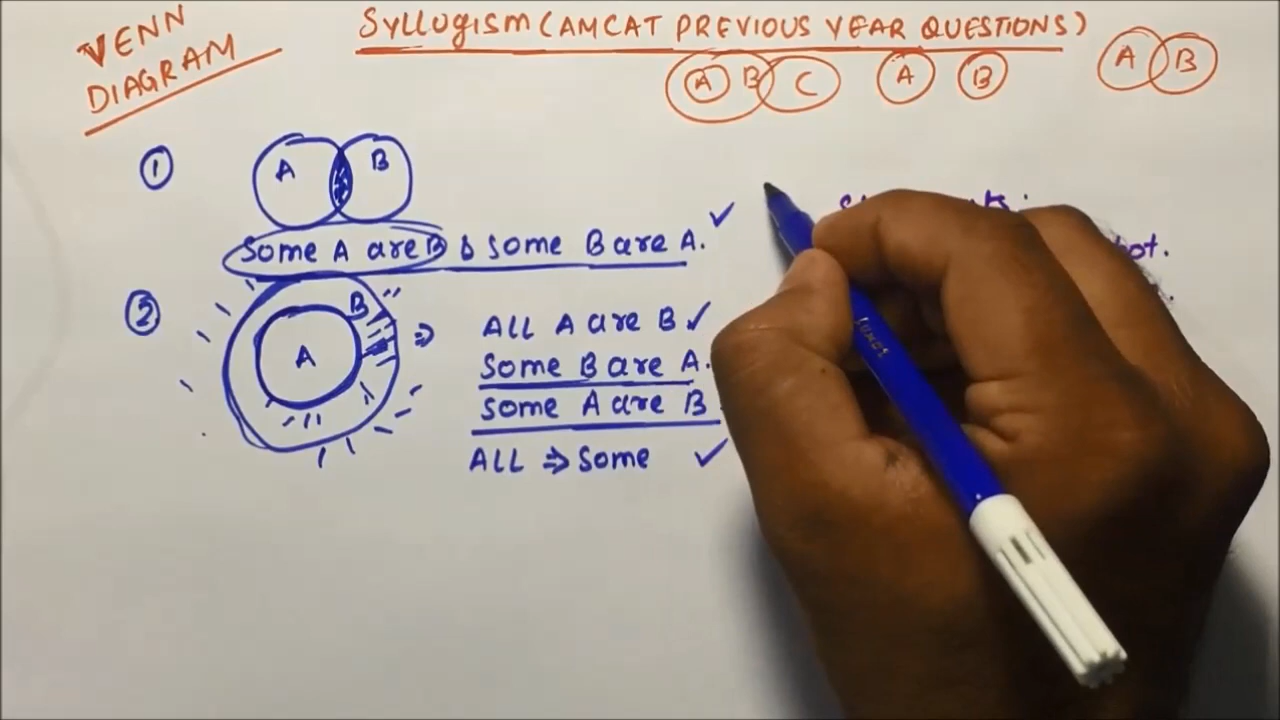 VENN
DIAGRAM
Syllogism (AMCAT PREVIOUS YEAR QUESTIONS)
A B C A B A B
1
A B
Some A are B & some B are A. ✓
2
B
A
⇒
ALL A are B ✓
Some B are A.
Some A are B
ALL ⇒ Some ✓